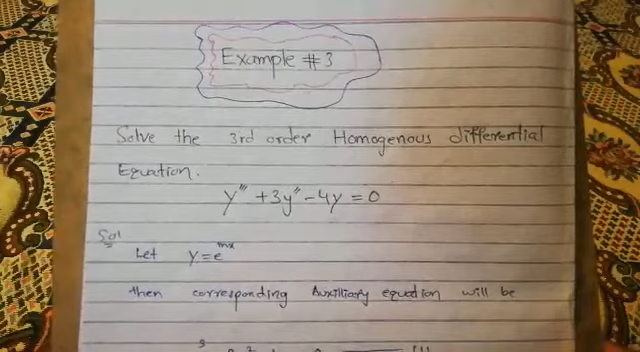 Example #3
Solve the 3rd order Homogenous differential
Equation.
y''' + 3y'' - 4y = 0
Sol
Let y = e^mx
then corresponding Auxilliary equation will be